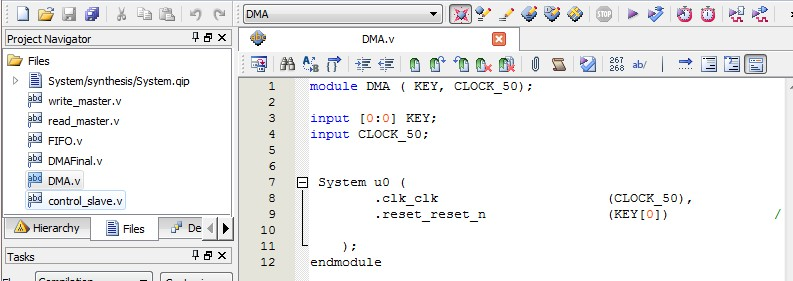 DMA
Project Navigator
Files
System/synthesis/System.qip
write_master.v
read_master.v
FIFO.v
DMAFinal.v
DMA.v
control_slave.v
Hierarchy
Files
De
Tasks
DMA.v
267
268
ab/
1 module DMA ( KEY, CLOCK_50);
2
3 input [0:0] KEY;
4 input CLOCK_50;
5
6
7 System u0 (
8 .clk_clk (CLOCK_50),
9 .reset_reset_n (KEY[0]) /
10
11 );
12 endmodule